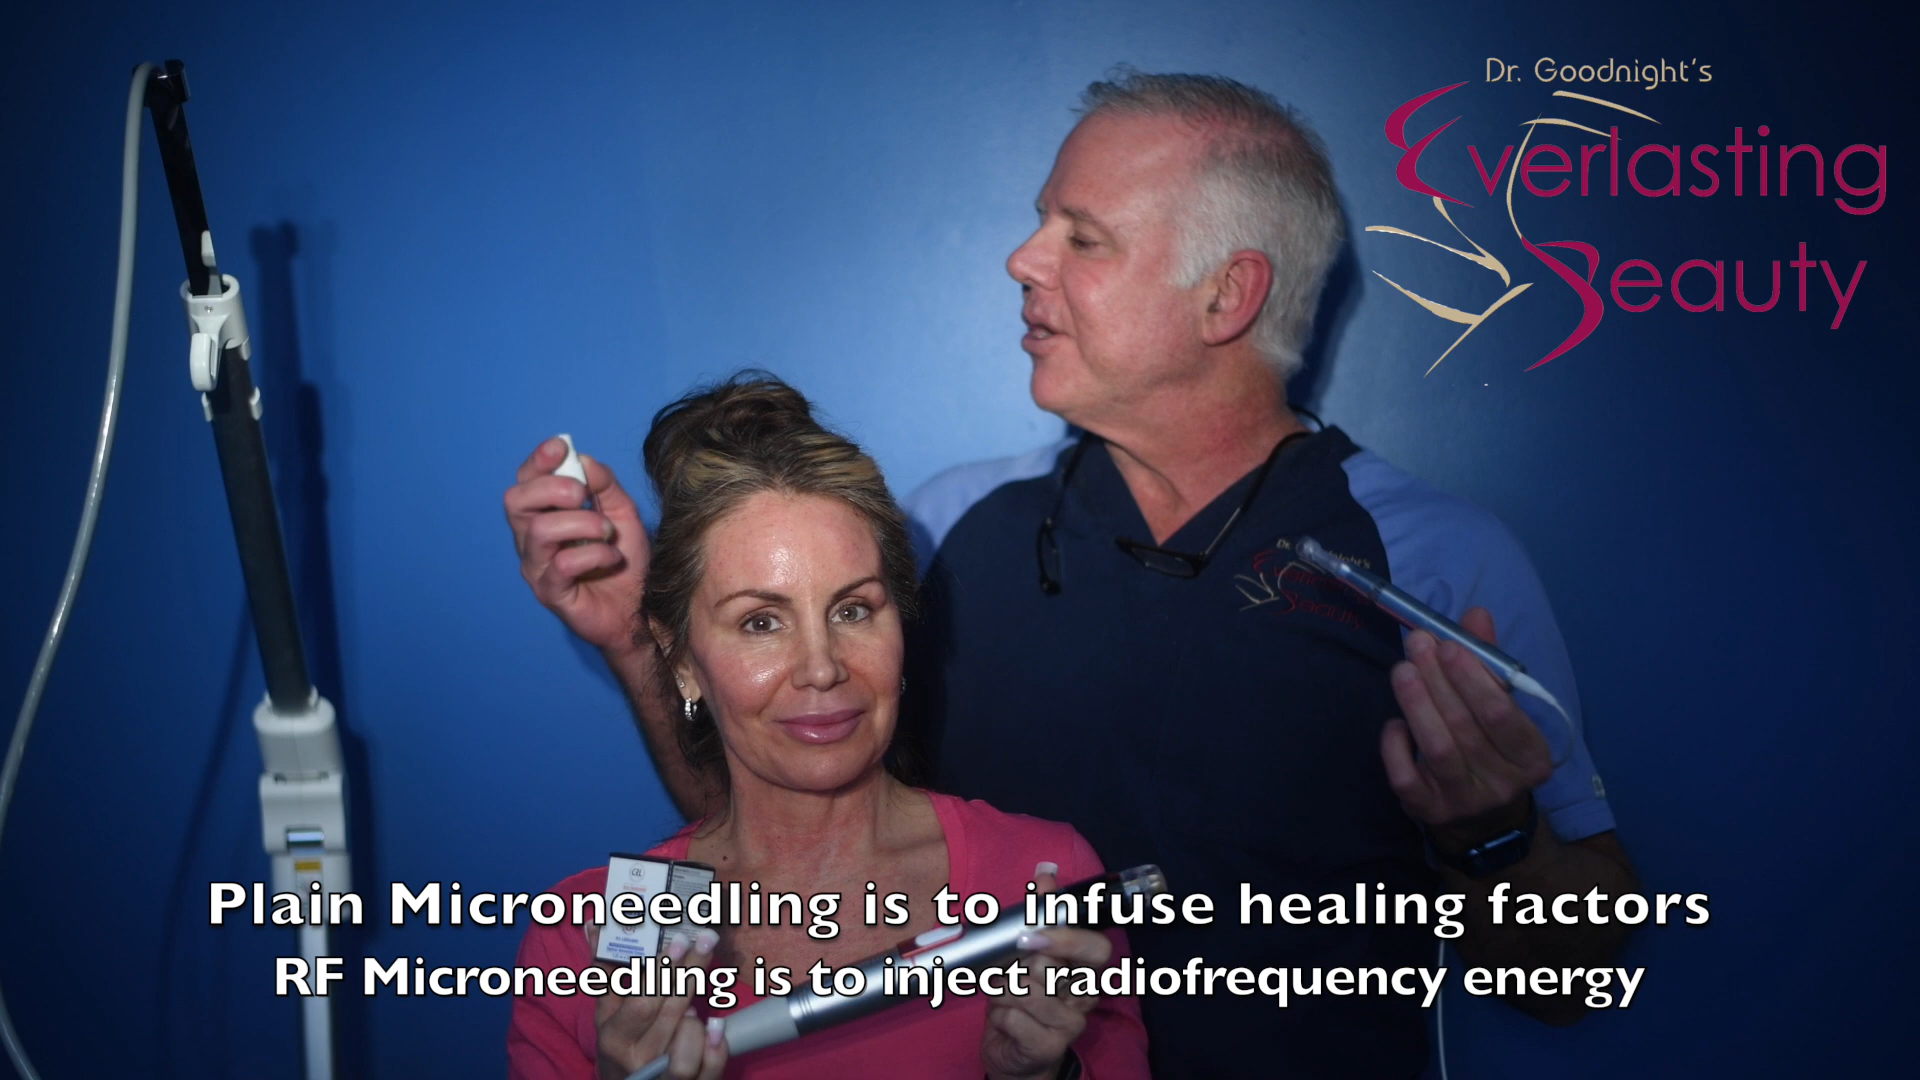 Dr. Goodnight's
Everlasting
Beauty
Plain Microneedling is to infuse healing factors
RF Microneedling is to inject radiofrequency energy